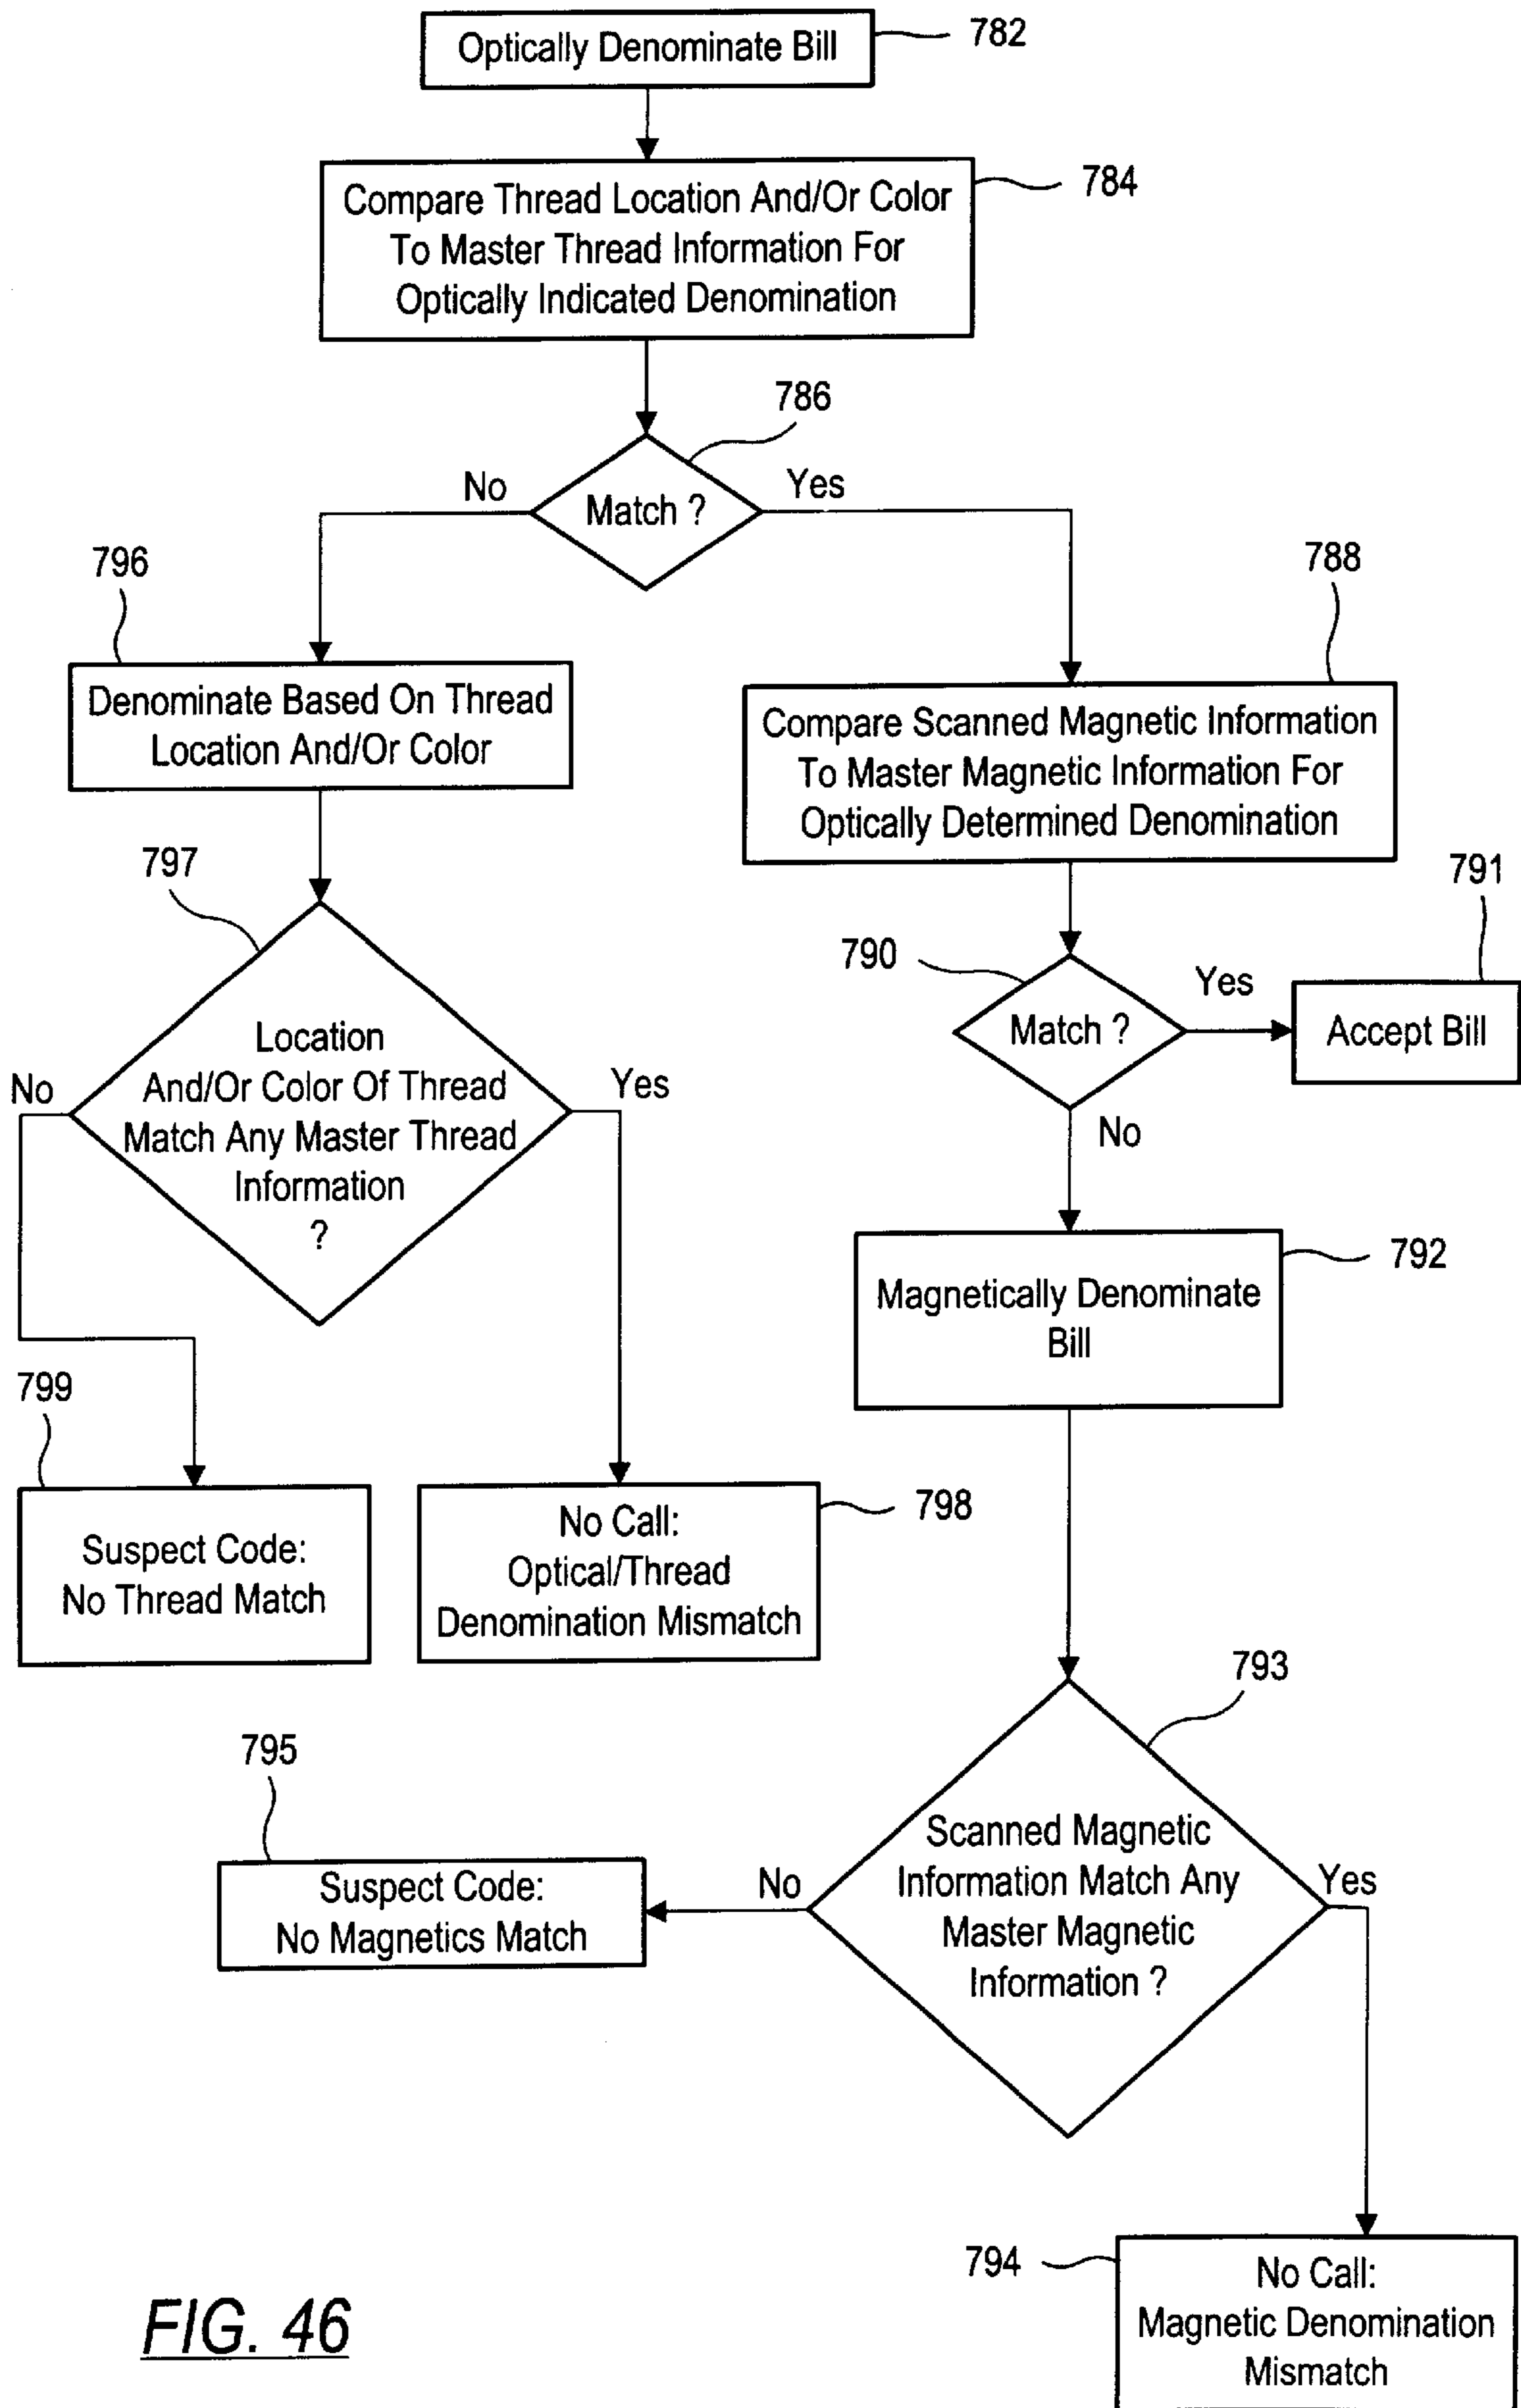 Optically Denominate Bill
782
Compare Thread Location And/Or Color
To Master Thread Information For
Optically Indicated Denomination
784
786
Match ?
No
Yes
796
Denominate Based On Thread
Location And/Or Color
788
Compare Scanned Magnetic Information
To Master Magnetic Information For
Optically Determined Denomination
797
Location
And/Or Color Of Thread
Match Any Master Thread
Information
?
No
Yes
790
Match ?
Yes
791
Accept Bill
No
792
Magnetically Denominate
Bill
799
Suspect Code:
No Thread Match
798
No Call:
Optical/Thread
Denomination Mismatch
793
Scanned Magnetic
Information Match Any
Master Magnetic
Information ?
No
Yes
795
Suspect Code:
No Magnetics Match
794
No Call:
Magnetic Denomination
Mismatch
FIG. 46